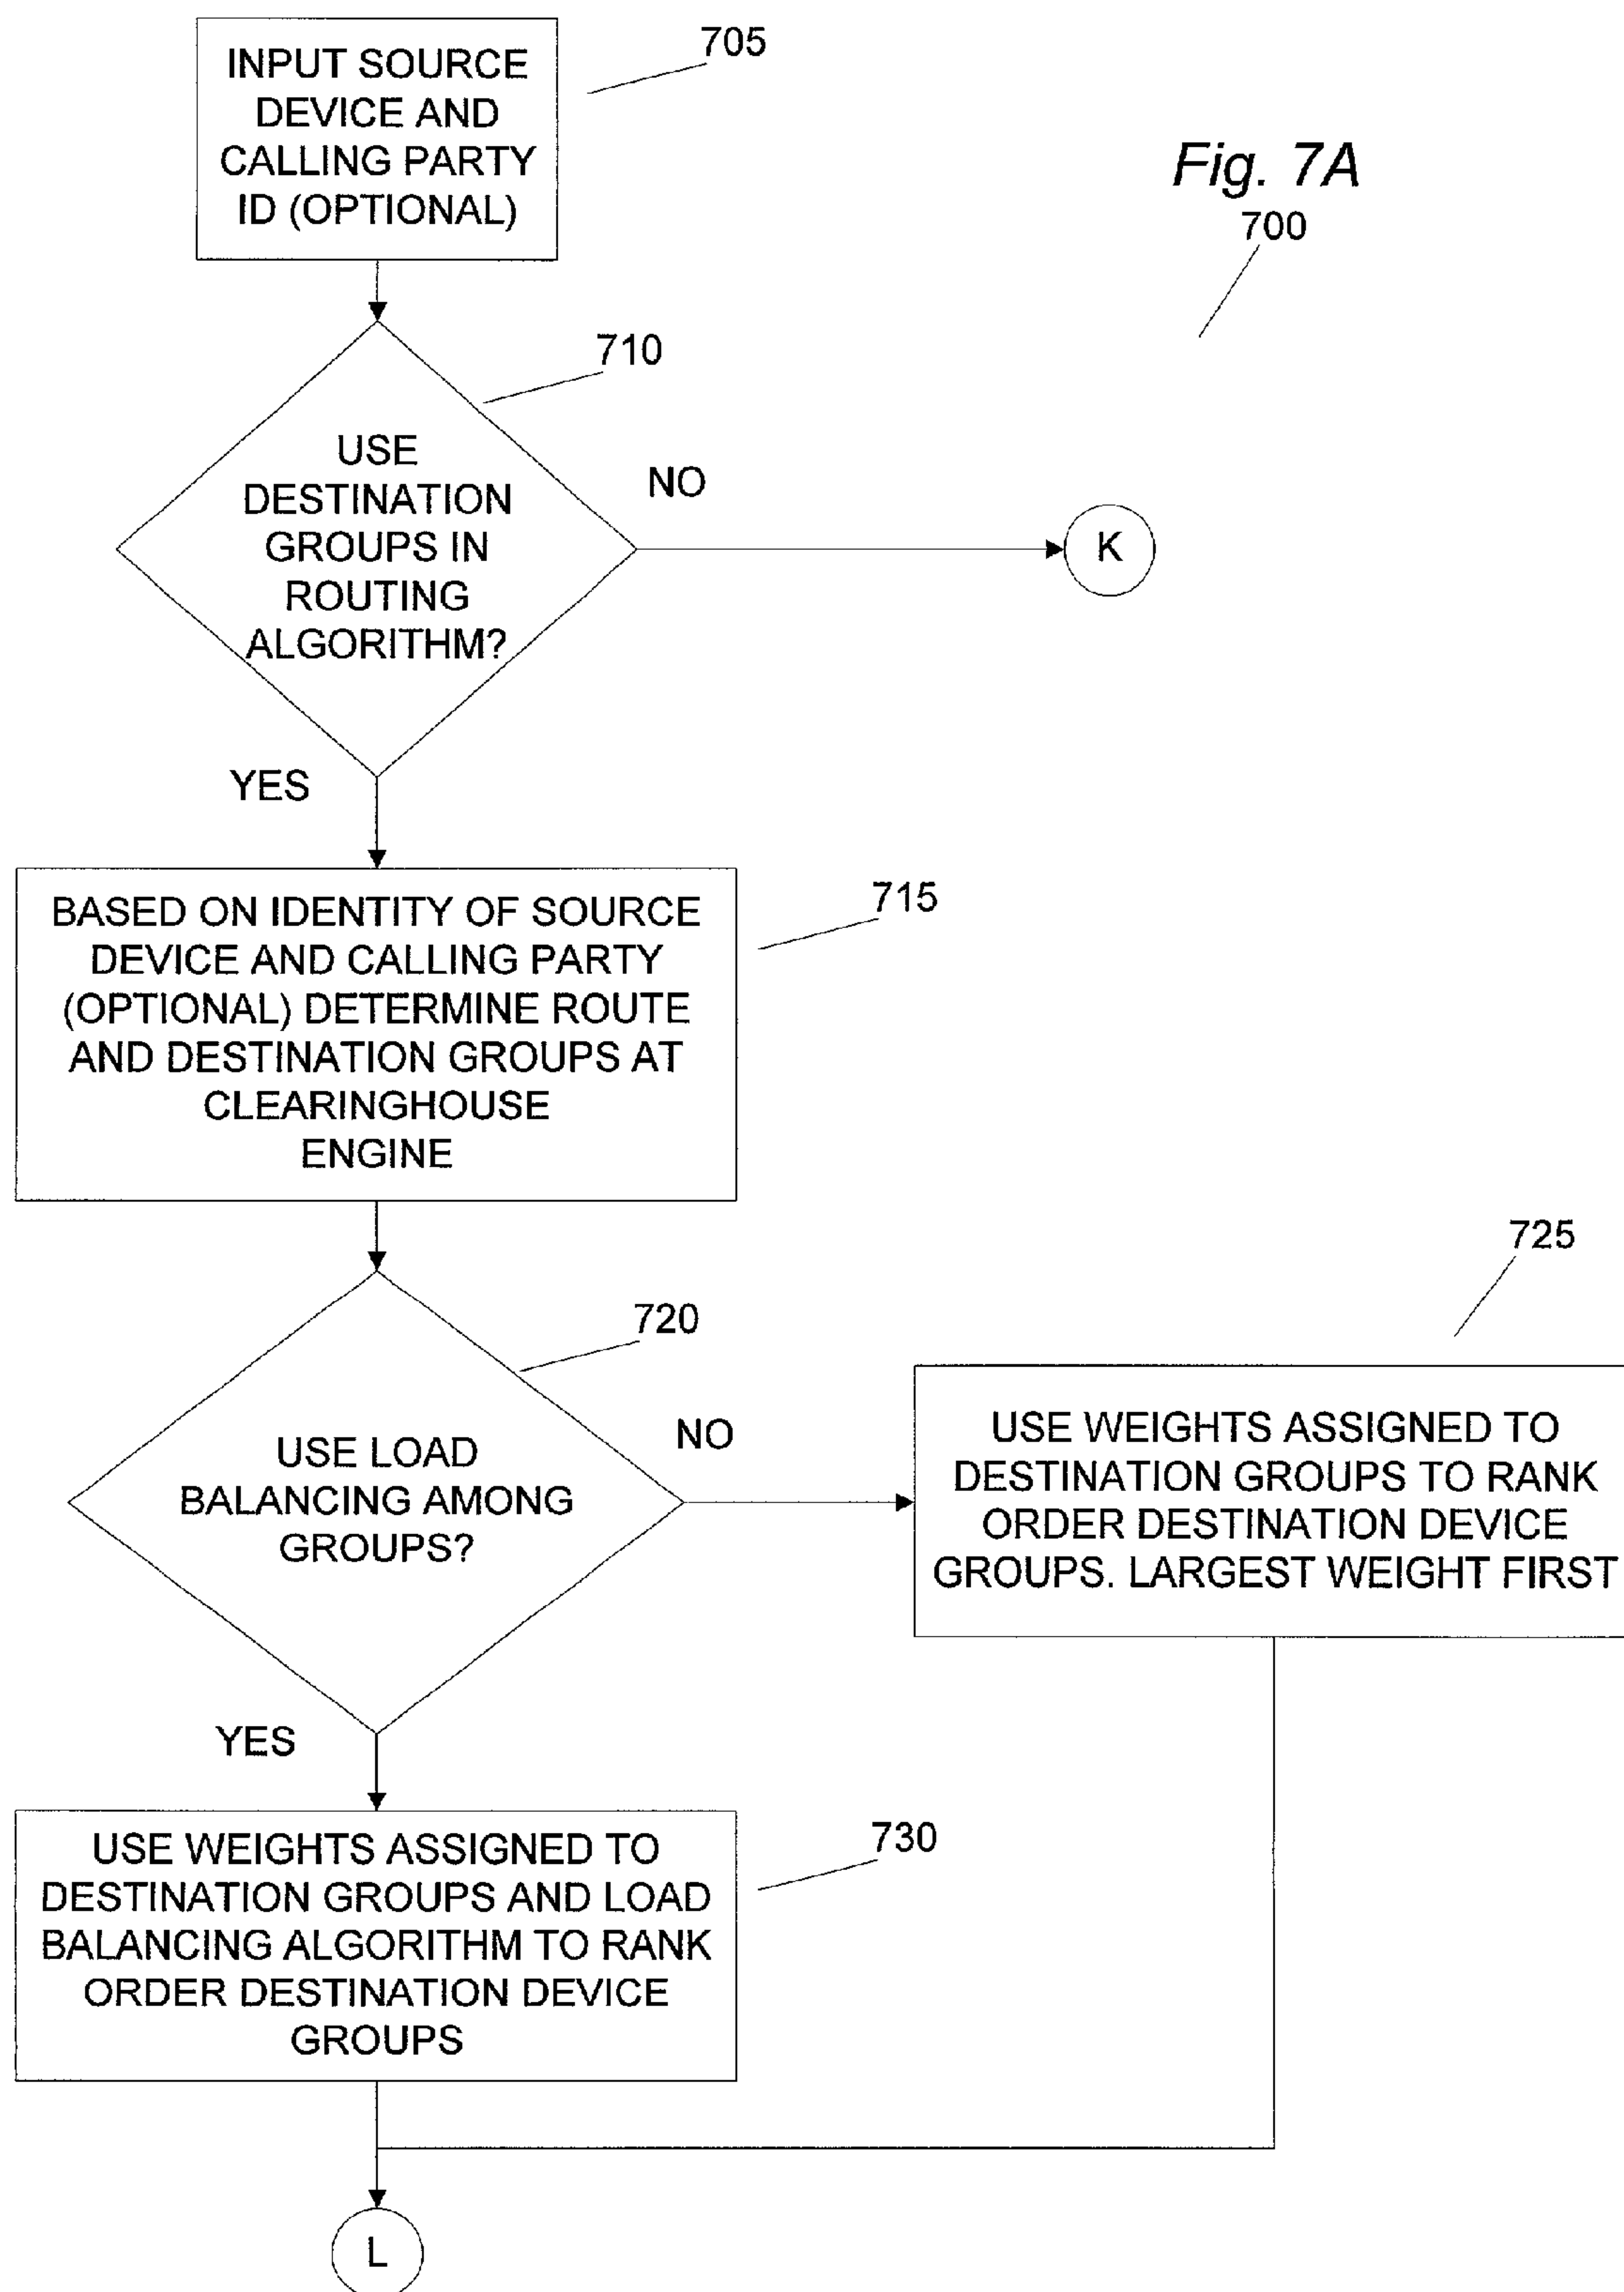 705
INPUT SOURCE
DEVICE AND
CALLING PARTY
ID (OPTIONAL)
Fig. 7A
700
710
USE
DESTINATION
GROUPS IN
ROUTING
ALGORITHM?
NO
K
YES
715
BASED ON IDENTITY OF SOURCE
DEVICE AND CALLING PARTY
(OPTIONAL) DETERMINE ROUTE
AND DESTINATION GROUPS AT
CLEARINGHOUSE
ENGINE
720
USE LOAD
BALANCING AMONG
GROUPS?
NO
725
USE WEIGHTS ASSIGNED TO
DESTINATION GROUPS TO RANK
ORDER DESTINATION DEVICE
GROUPS. LARGEST WEIGHT FIRST
YES
730
USE WEIGHTS ASSIGNED TO
DESTINATION GROUPS AND LOAD
BALANCING ALGORITHM TO RANK
ORDER DESTINATION DEVICE
GROUPS
L